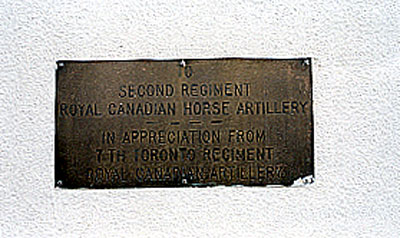 TO
SECOND REGIMENT
ROYAL CANADIAN HORSE ARTILLERY
- - - -
IN APPRECIATION FROM
7TH TORONTO REGIMENT
ROYAL CANADIAN ARTILLERY